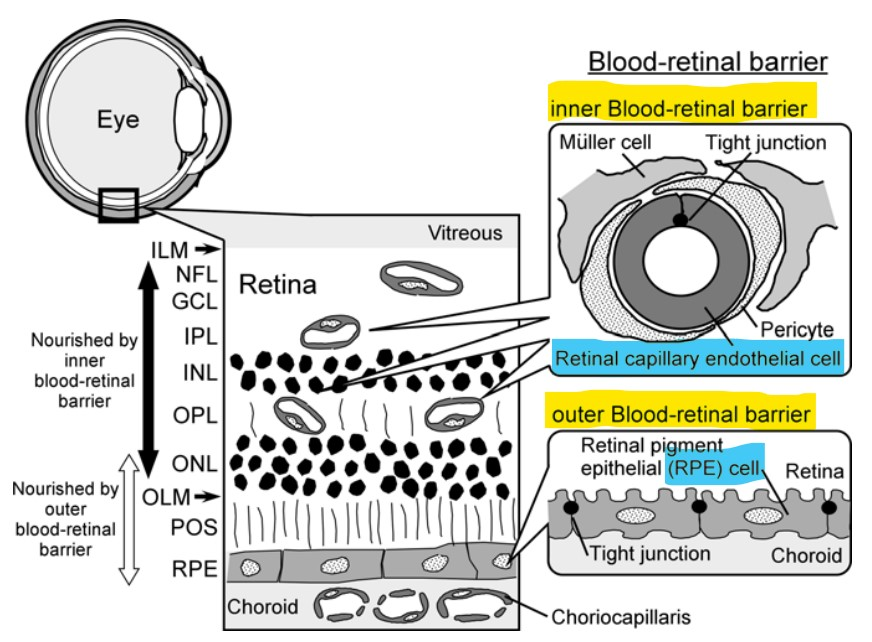 Blood-retinal barrier
inner Blood-retinal barrier
Eye
Müller cell
Tight junction
Pericyte
Retinal capillary endothelial cell
Vitreous
ILM
NFL
Retina
GCL
IPL
INL
OPL
ONL
OLM
POS
RPE
Choroid
Choriocapillaris
Nourished by
inner
blood-retinal
barrier
Nourished by
outer
blood-retinal
barrier
outer Blood-retinal barrier
Retinal pigment
epithelial (RPE) cell
Retina
Tight junction
Choroid